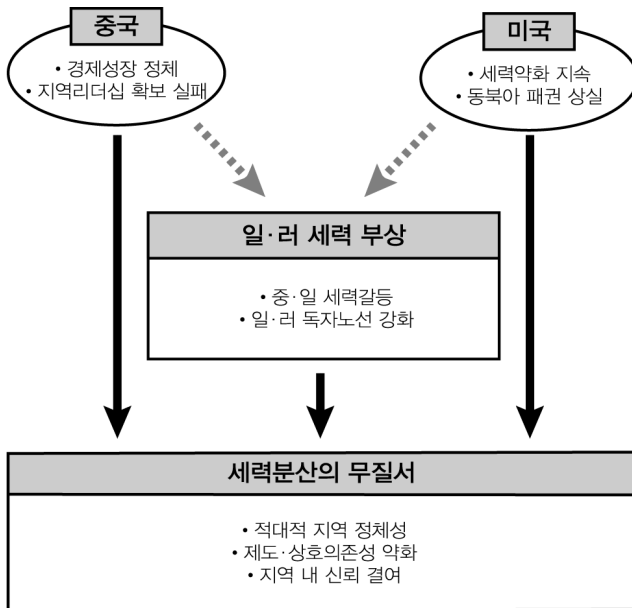 중국
• 경제성장 정체
• 지역리더십 확보 실패
미국
• 세력약화 지속
• 동북아 패권 상실
일·러 세력 부상
• 중·일 세력갈등
• 일·러 독자노선 강화
세력분산의 무질서
• 적대적 지역 정체성
• 제도·상호의존성 약화
• 지역 내 신뢰 결여